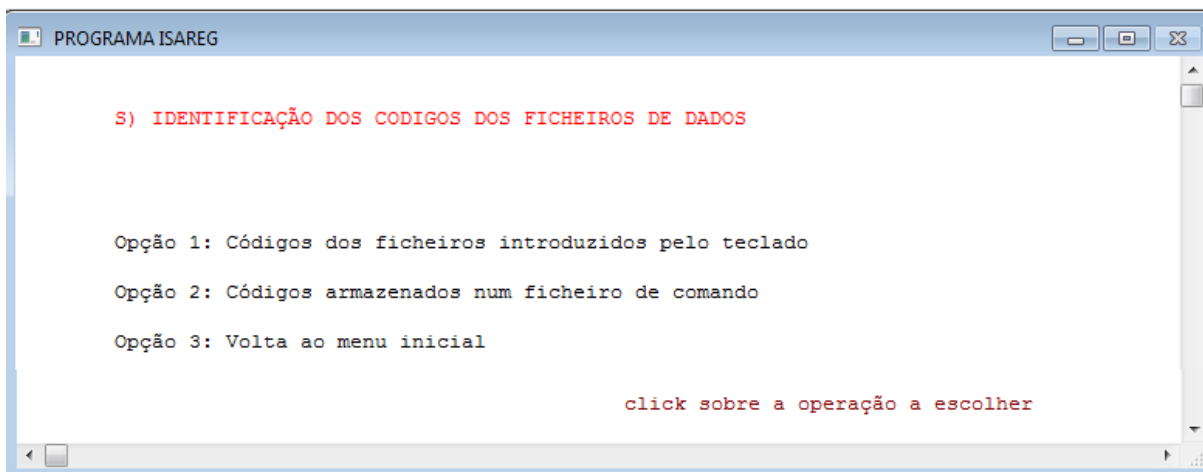 PROGRAMA ISAREG
S) IDENTIFICAÇÃO DOS CODIGOS DOS FICHEIROS DE DADOS
Opção 1: Códigos dos ficheiros introduzidos pelo teclado
Opção 2: Códigos armazenados num ficheiro de comando
Opção 3: Volta ao menu inicial
click sobre a operação a escolher